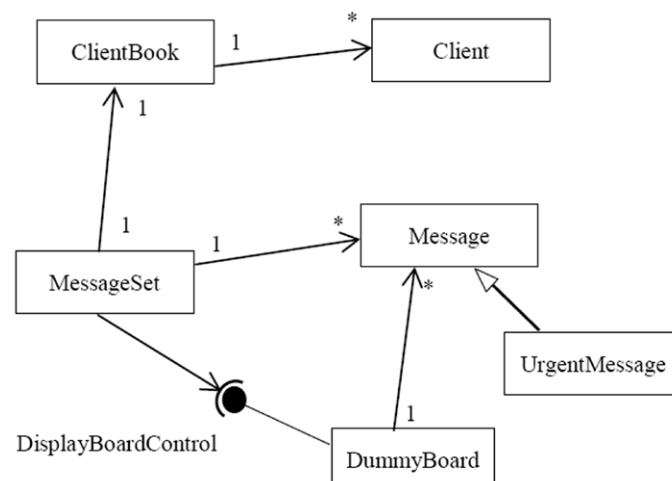 ClientBook
1
*
Client
1
1
MessageSet
1
*
Message
*
UrgentMessage
DisplayBoardControl
1
DummyBoard